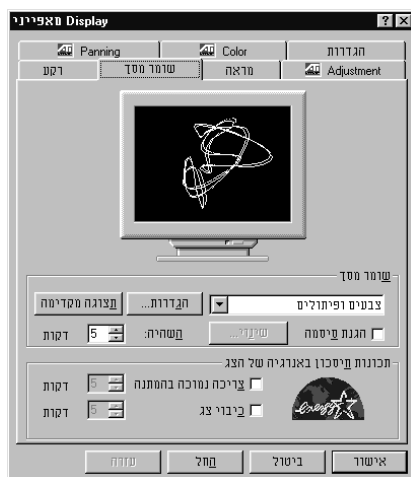 מאפייני Display
הגדרות Color Panning
Adjustment מראה שומר מסך רקע
שומר מסך
צבעים ופיתולים הגדרות... תצוגה מקדימה
הגנת סיסמה שינוי... השהיה: 5 דקות
תכונות חיסכון באנרגיה של הצג
צריכה נמוכה בהמתנה 5 דקות
כיבוי צג 5 דקות
energy
אישור ביטול החל עזרה